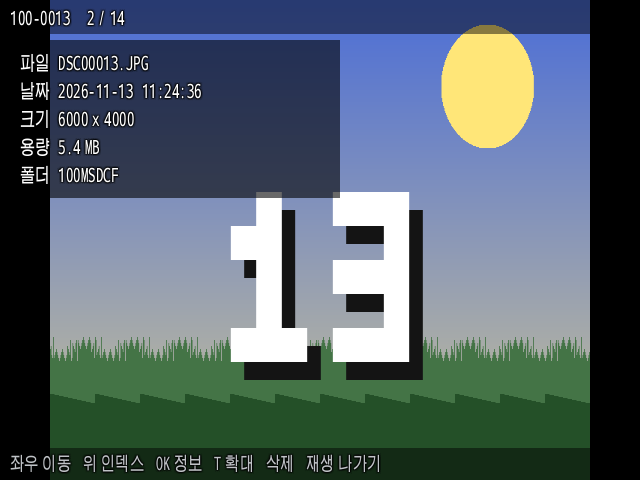 100-0013 2 / 14
파일 DSC00013.JPG
날짜 2026-11-13 11:24:36
크기 6000 x 4000
용량 5.4 MB
폴더 100MSDCF
13
좌우 이동 위 인덱스 OK 정보 T 확대 삭제 재생 나가기